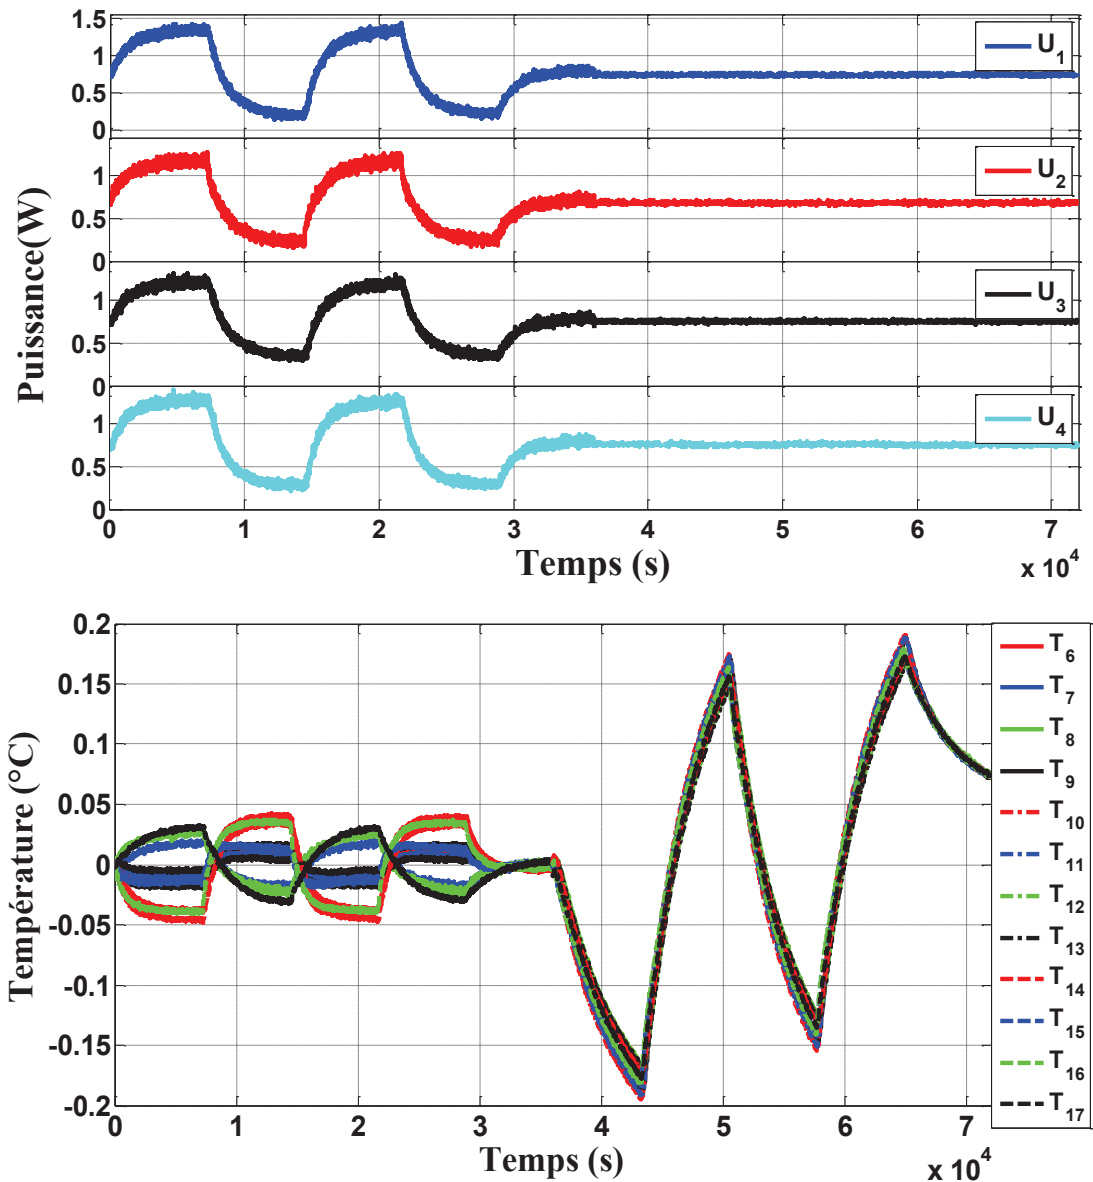 1.5
1
0.5
0
U1
1
0.5
0
U2
1
0.5
0
U3
1
0.5
0
U4
Puissance(W)
0 1 2 3 4 5 6 7
Temps (s)
x 10^4
0.2
0.15
0.1
0.05
0
-0.05
-0.1
-0.15
-0.2
Température (°C)
T6
T7
T8
T9
T10
T11
T12
T13
T14
T15
T16
T17
0 1 2 3 4 5 6 7
Temps (s)
x 10^4